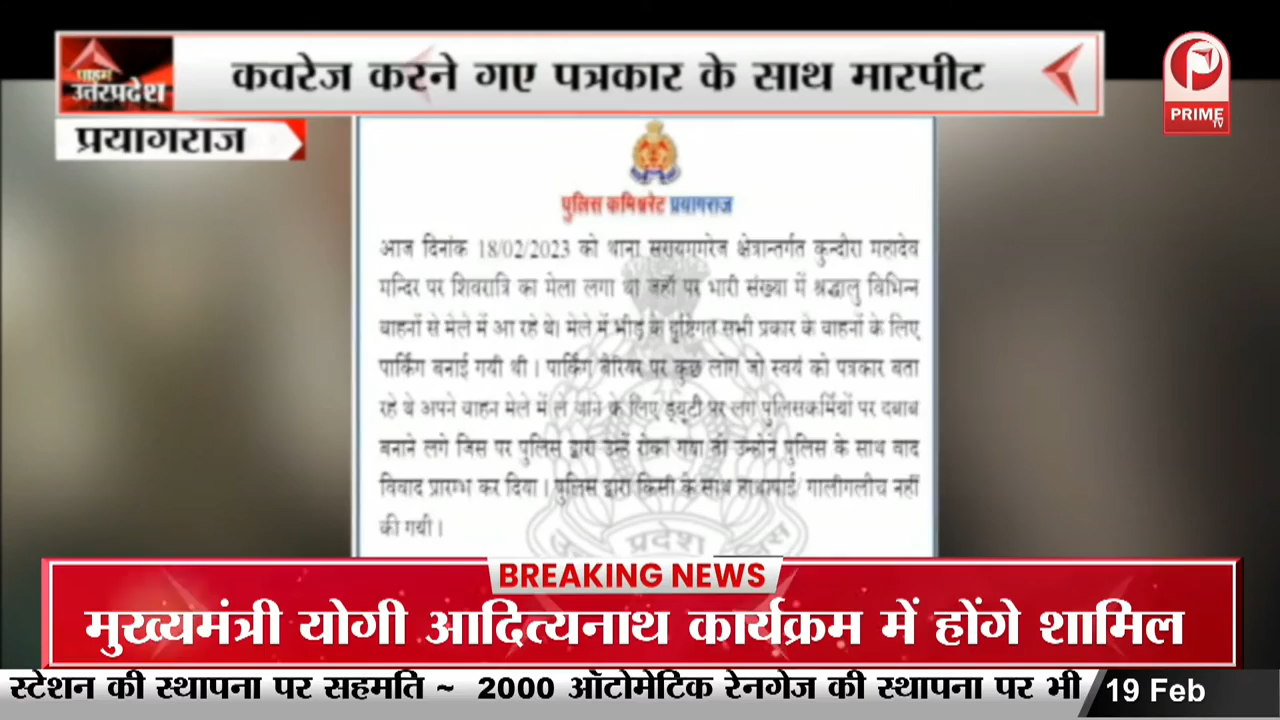 कवरेज करने गए पत्रकार के साथ मारपीट
प्राइम
उत्तरप्रदेश
PRIME
TV
प्रयागराज
पुलिस कमिश्नरेट प्रयागराज
आज दिनांक 18/02/2023 को थाना सरायममरेज क्षेत्रान्तर्गत कुन्दौरा महादेव
मन्दिर पर शिवरात्रि का मेला लगा था जहाँ पर भारी संख्या में श्रद्धालु विभिन्न
वाहनों से मेले में आ रहे थे। मेले में भीड़ के दृष्टिगत सभी प्रकार के वाहनों के लिए
पार्किंग बनाई गयी थी । पार्किंग बैरियर पर कुछ लोग जो स्वयं को पत्रकार बता
रहे थे अपने वाहन मेले में ले जाने के लिए ड्यूटी पर लगे पुलिसकर्मियों पर दबाब
बनाने लगे जिस पर पुलिस द्वारा उन्हें रोका गया तो उन्होंने पुलिस के साथ वाद
विवाद प्रारम्भ कर दिया । पुलिस द्वारा किसी के साथ हाथापाई/ गालीगलौच नहीं
की गयी ।
प्रदेश
BREAKING NEWS
मुख्यमंत्री योगी आदित्यनाथ कार्यक्रम में होंगे शामिल
स्टेशन की स्थापना पर सहमति ~ 2000 ऑटोमेटिक रेनगेज की स्थापना पर भी
19 Feb